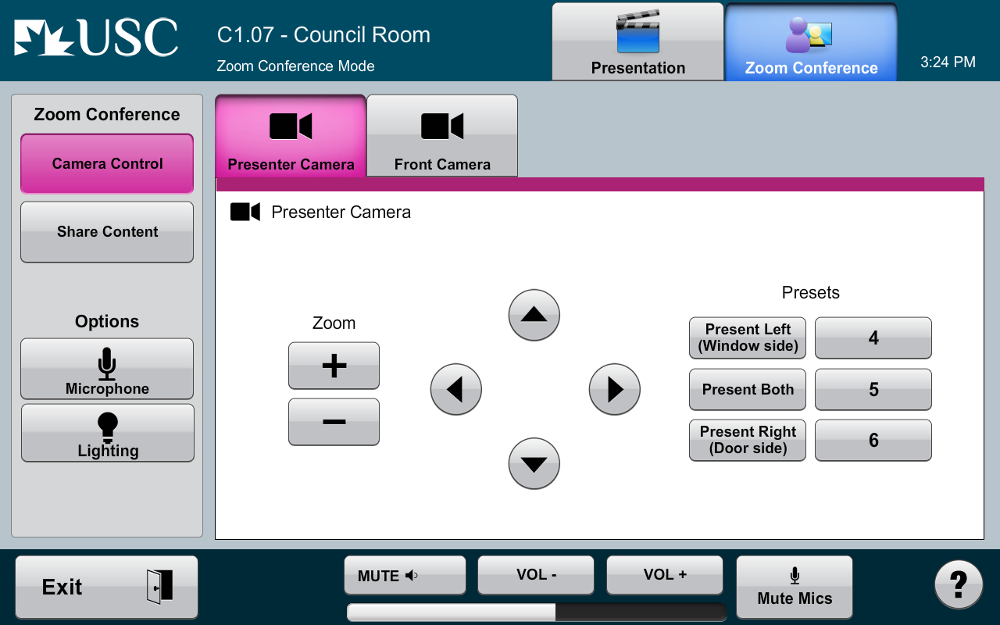 USC
C1.07 - Council Room
Zoom Conference Mode
Presentation
Zoom Conference
3:24 PM
Zoom Conference
Camera Control
Share Content
Options
Microphone
Lighting
Presenter Camera
Front Camera
Presenter Camera
Zoom
+
−
Presets
Present Left
(Window side)
4
Present Both
5
Present Right
(Door side)
6
Exit
MUTE
VOL -
VOL +
Mute Mics
?